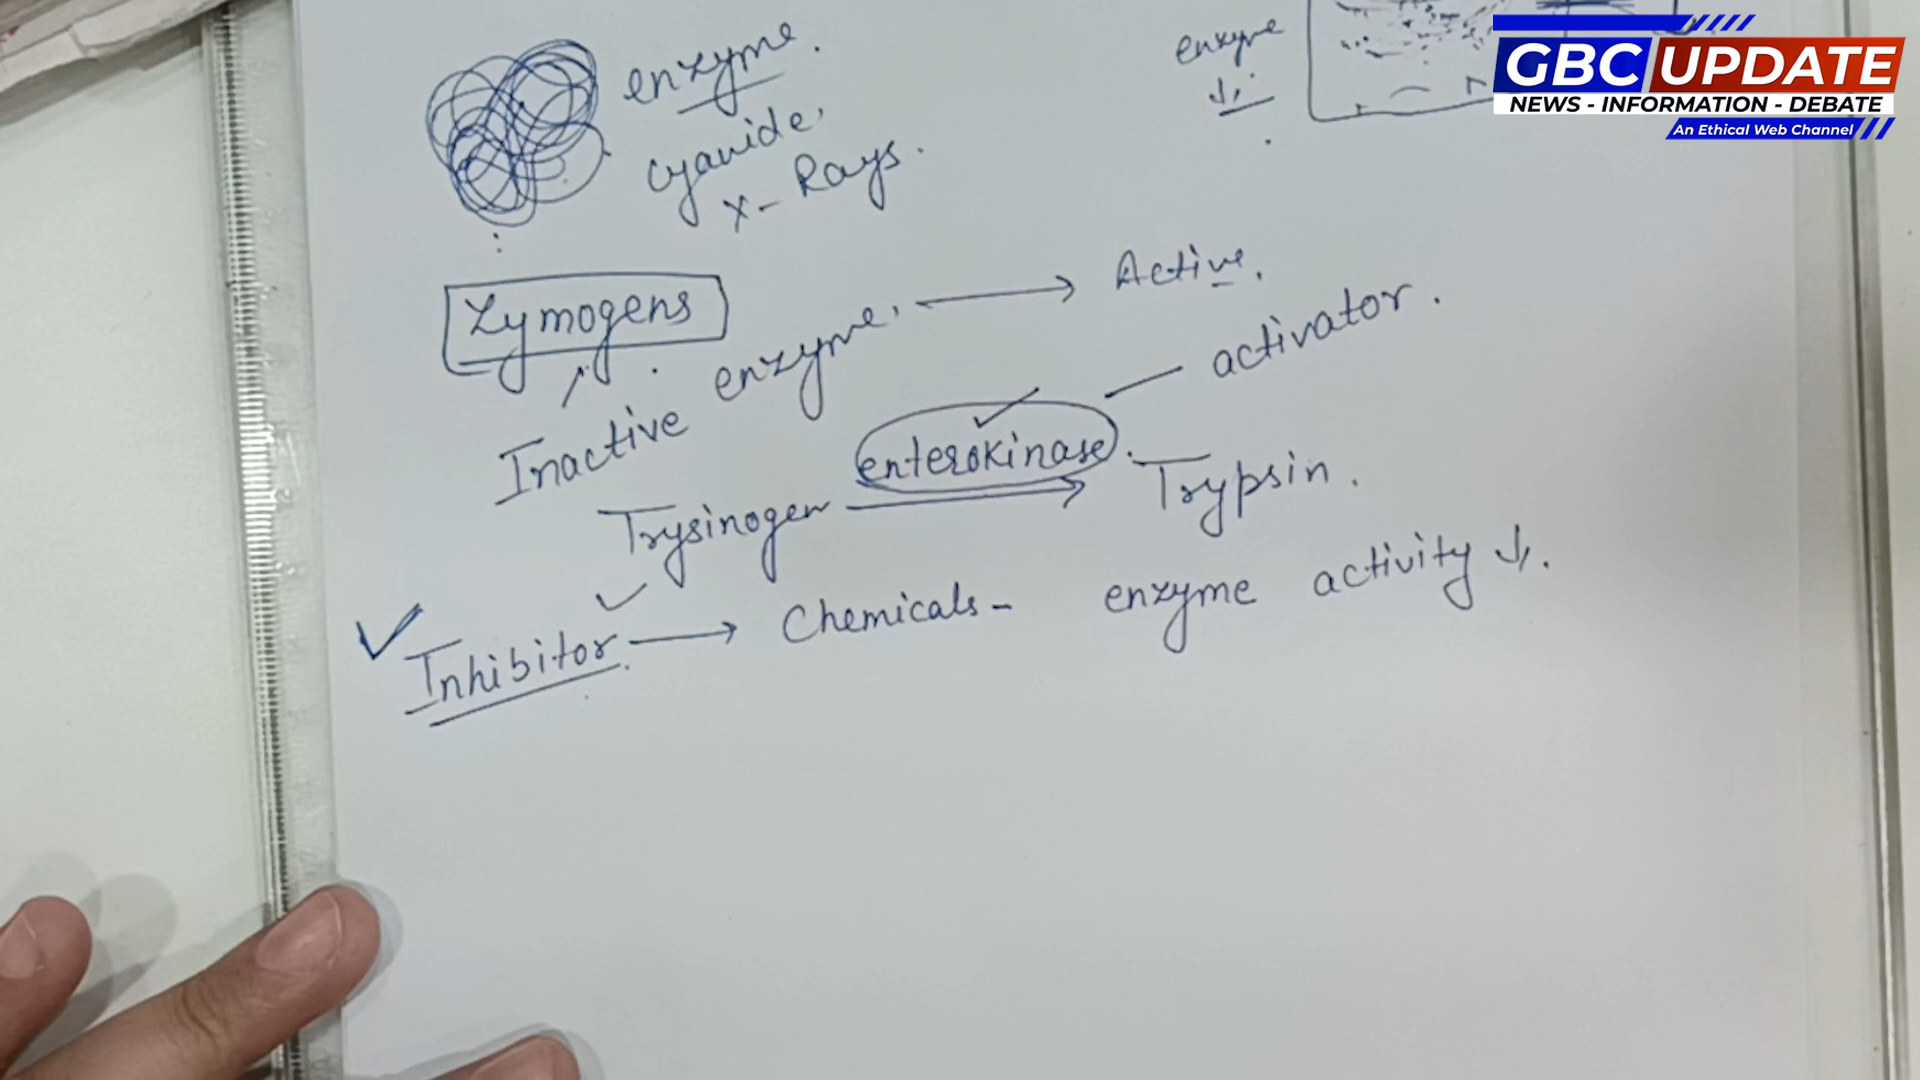 enzyme.
cyanide,
x-Rays.
enzyme
↓
GBC UPDATE
NEWS - INFORMATION - DEBATE
An Ethical Web Channel
Zymogens
Inactive enzyme. → Active.
enterokinase. — activator.
Trysinogen → Trypsin.
Inhibitor → Chemicals - enzyme activity ↓.